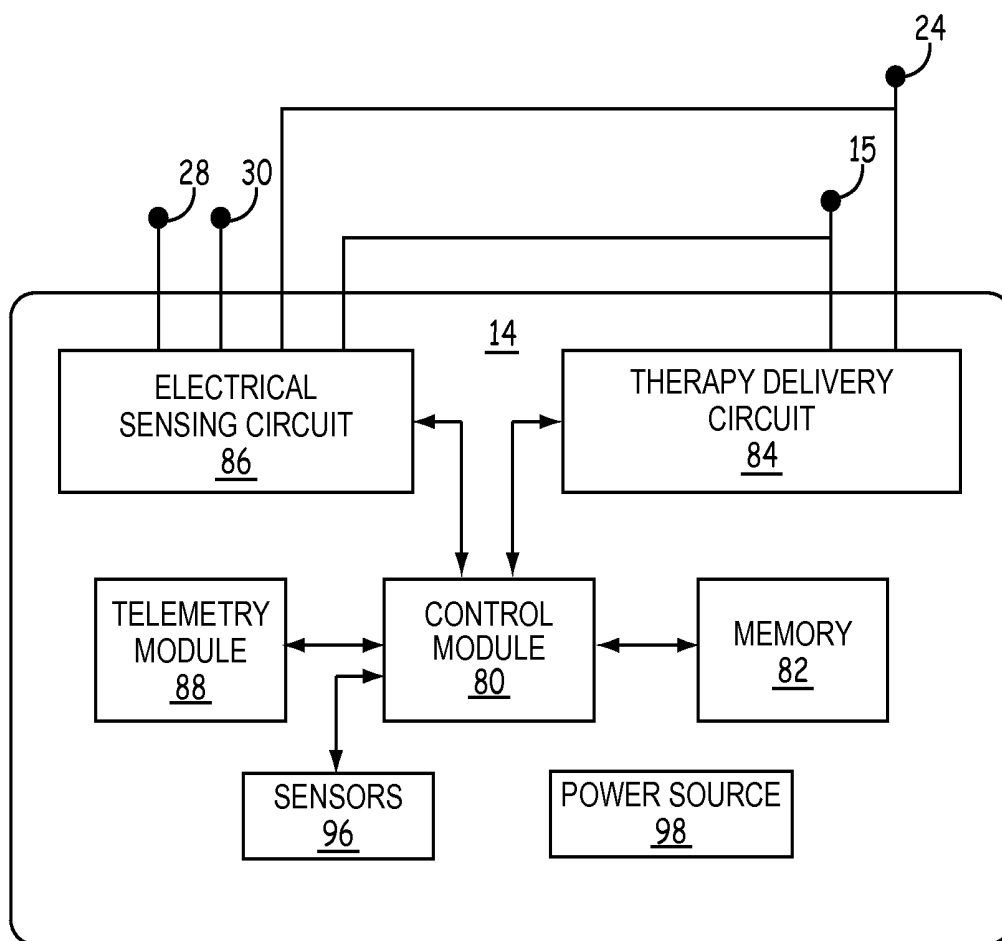 24
15
28
30
14
ELECTRICAL
SENSING CIRCUIT
86
THERAPY DELIVERY
CIRCUIT
84
TELEMETRY
MODULE
88
CONTROL
MODULE
80
MEMORY
82
SENSORS
96
POWER SOURCE
98